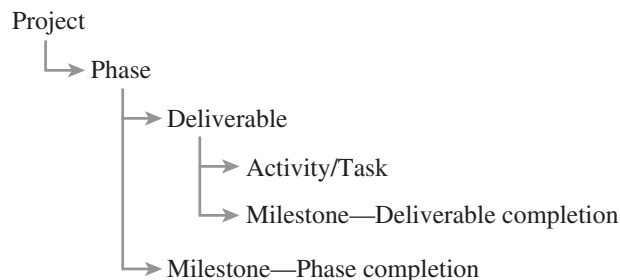 Project
Phase
Deliverable
Activity/Task
Milestone—Deliverable completion
Milestone—Phase completion